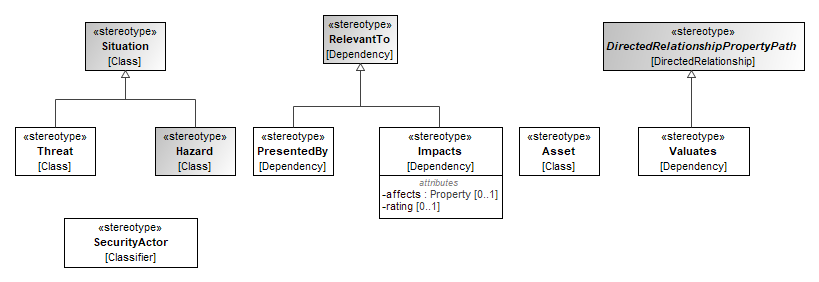 «stereotype»
Situation
[Class]
«stereotype»
RelevantTo
[Dependency]
«stereotype»
DirectedRelationshipPropertyPath
[DirectedRelationship]
«stereotype»
Threat
[Class]
«stereotype»
Hazard
[Class]
«stereotype»
PresentedBy
[Dependency]
«stereotype»
Impacts
[Dependency]
attributes
-affects : Property [0..1]
-rating [0..1]
«stereotype»
Asset
[Class]
«stereotype»
Valuates
[Dependency]
«stereotype»
SecurityActor
[Classifier]